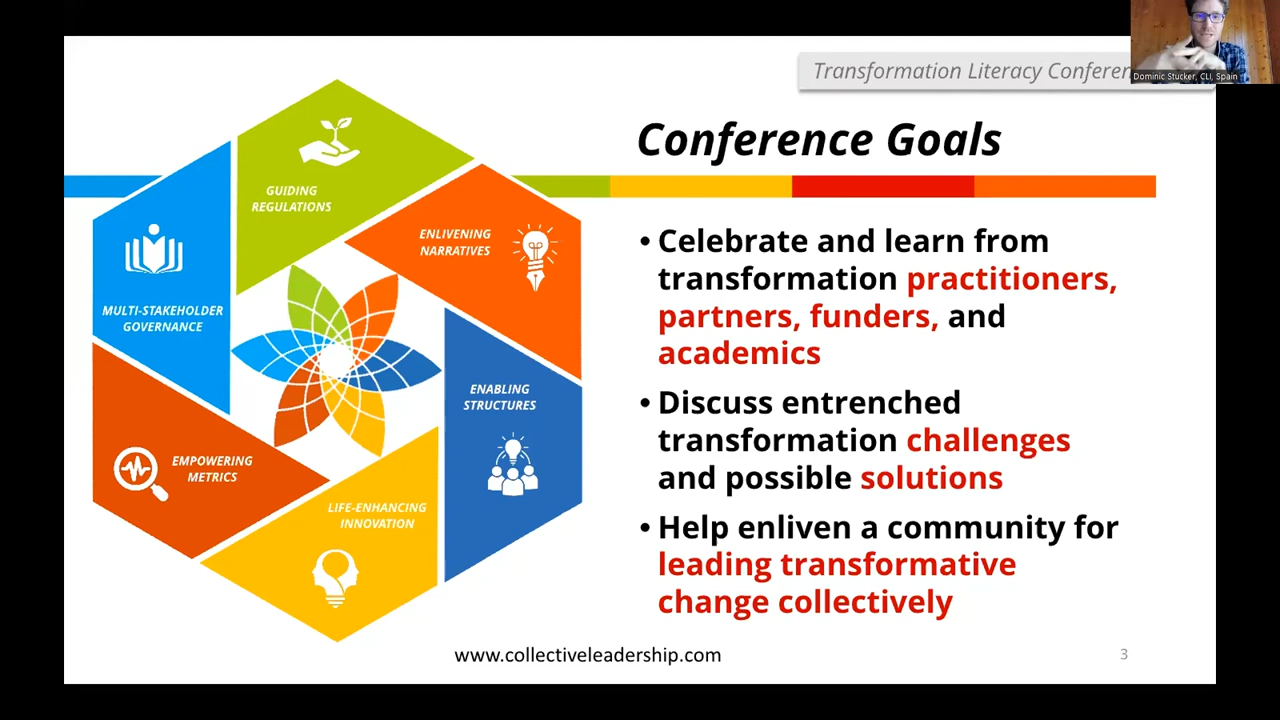 Transformation Literacy
Dominic Stucker, CLI, Spain
Conference Goals
GUIDING
REGULATIONS
ENLIVENING
NARRATIVES
MULTI-STAKEHOLDER
GOVERNANCE
ENABLING
STRUCTURES
EMPOWERING
METRICS
LIFE-ENHANCING
INNOVATION
• Celebrate and learn from
transformation practitioners,
partners, funders, and
academics
• Discuss entrenched
transformation challenges
and possible solutions
• Help enliven a community for
leading transformative
change collectively
www.collectiveleadership.com
3